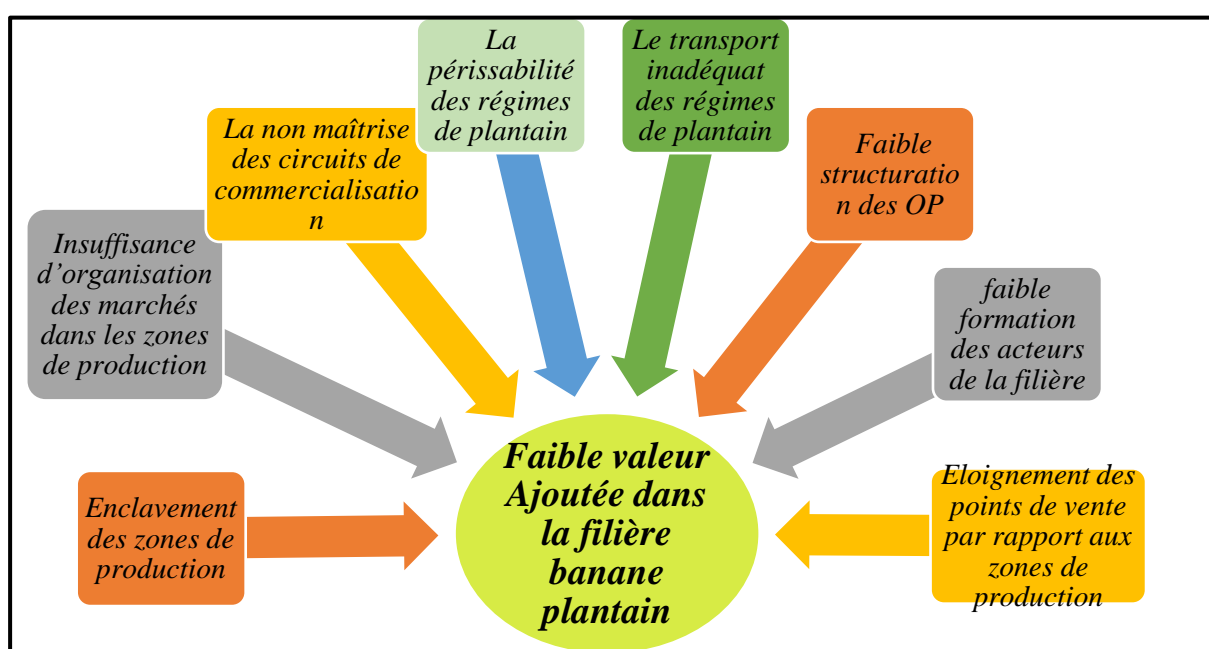 La
périssabilité
des régimes
de plantain
Le transport
inadéquat
des régimes
de plantain
La non maîtrise
des circuits de
commercialisatio
n
Faible
structuratio
n des OP
Insuffisance
d’organisation
des marchés
dans les zones
de production
faible
formation
des acteurs
de la filière
Enclavement
des zones de
production
Faible valeur
Ajoutée dans
la filière
banane
plantain
Eloignement des
points de vente
par rapport aux
zones de
production